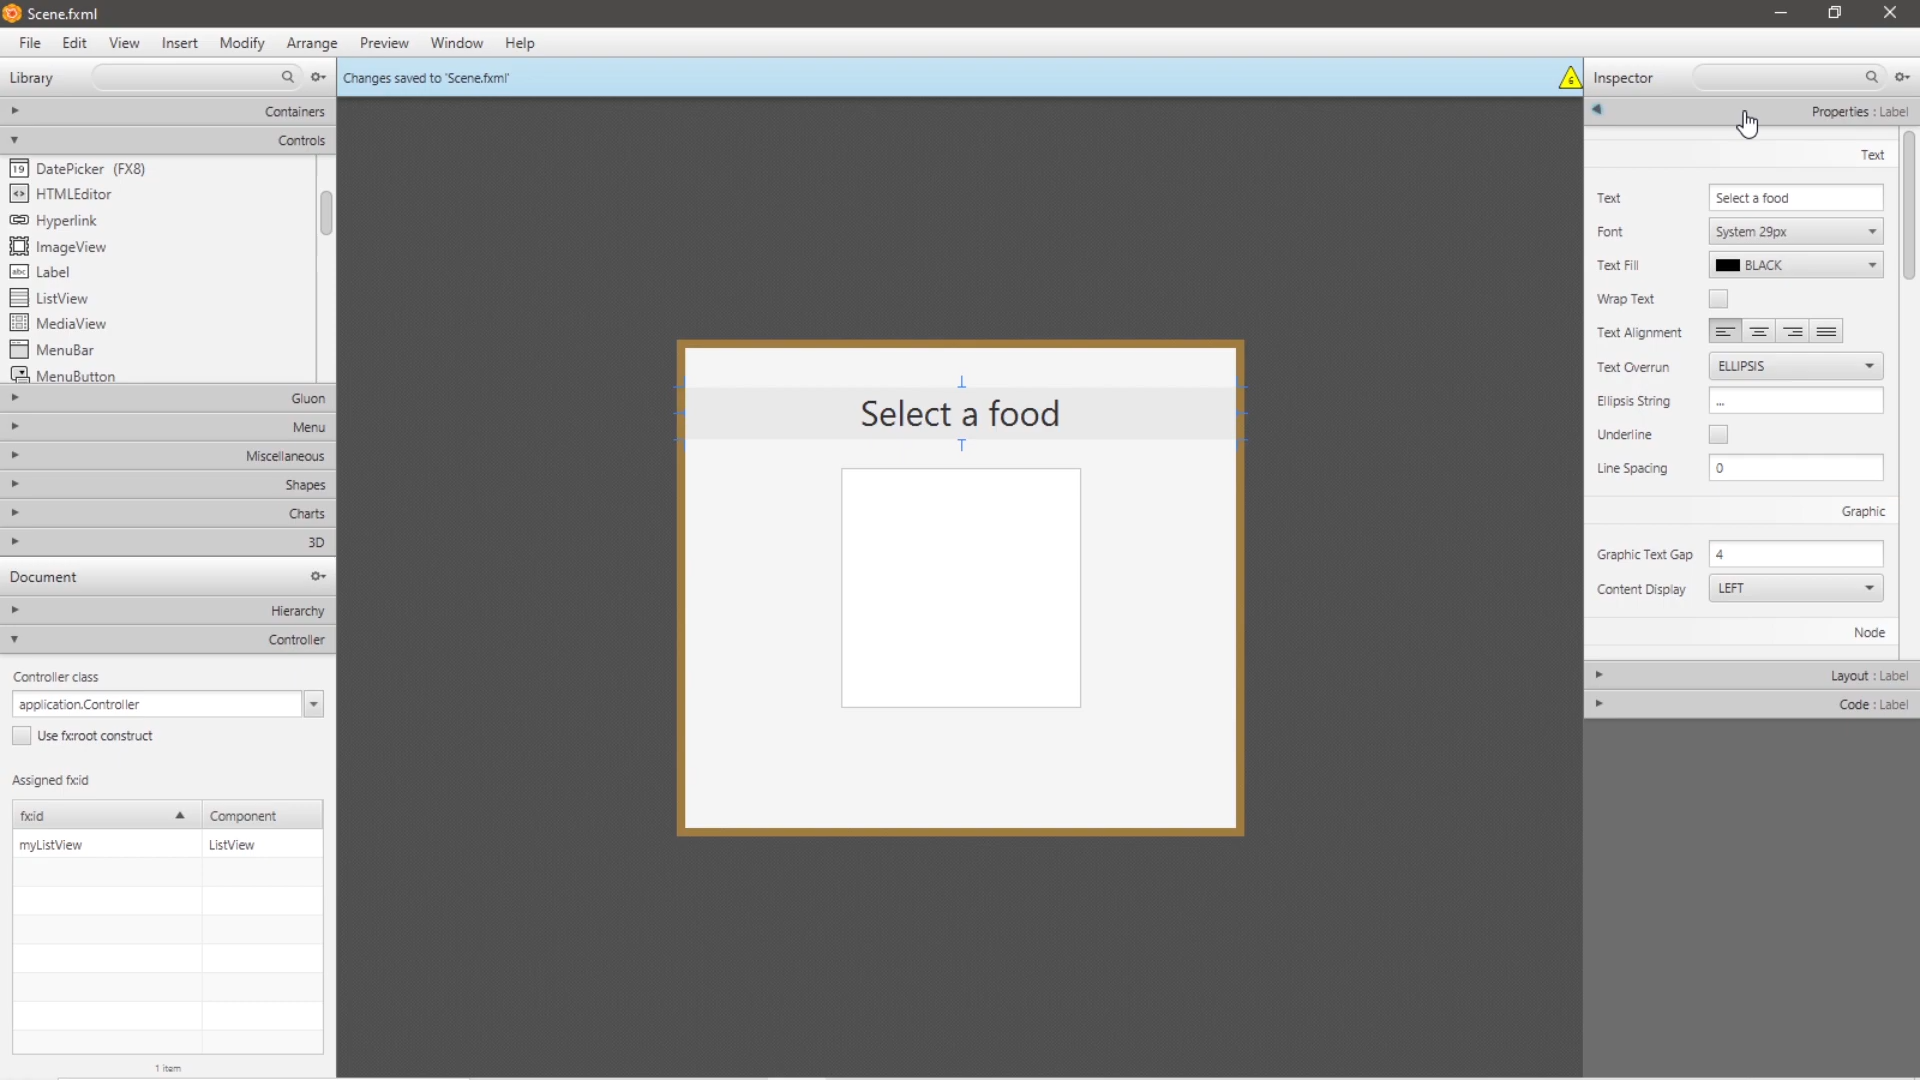 Scene.fxml
File Edit View Insert Modify Arrange Preview Window Help
Library
Containers
Controls
19 DatePicker (FX8)
HTMLEditor
Hyperlink
ImageView
abc Label
ListView
MediaView
MenuBar
MenuButton
Gluon
Menu
Miscellaneous
Shapes
Charts
3D
Document
Hierarchy
Controller
Controller class
application.Controller
Use fx:root construct
Assigned fx:id
fx:id Component
myListView ListView
1 item
Changes saved to 'Scene.fxml'
6
Select a food
Inspector
Properties : Label
Text
Text Select a food
Font System 29px
Text Fill BLACK
Wrap Text
Text Alignment
Text Overrun ELLIPSIS
Ellipsis String ...
Underline
Line Spacing 0
Graphic
Graphic Text Gap 4
Content Display LEFT
Node
Layout : Label
Code : Label